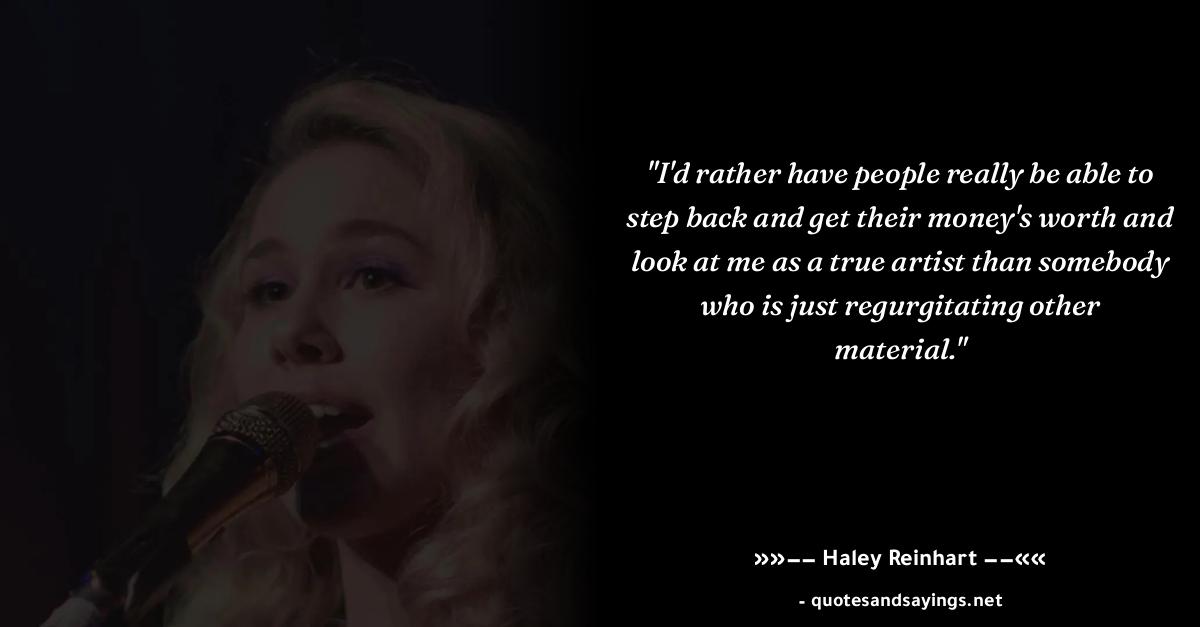 "I'd rather have people really be able to
step back and get their money's worth and
look at me as a true artist than somebody
who is just regurgitating other
material."
»»−− Haley Reinhart −−««
- quotesandsayings.net